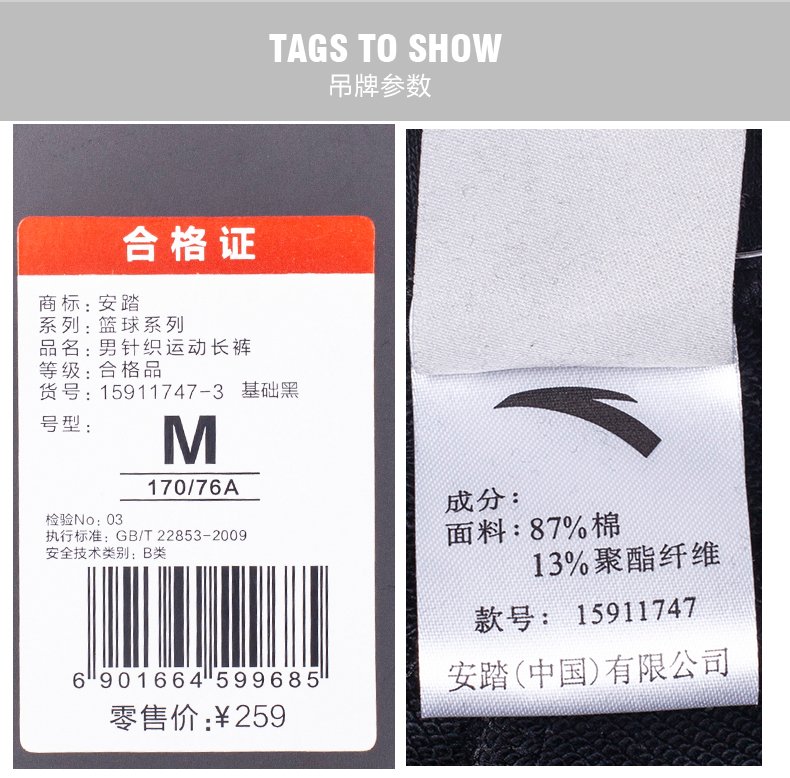 TAGS TO SHOW
吊牌参数
合格证
商标: 安踏
系列: 篮球系列
品名: 男针织运动长裤
等级: 合格品
货号: 15911747-3 基础黑
号型:
M
170/76A
检验No: 03
执行标准: GB/T 22853-2009
安全技术类别: B类
6 901664 599685
零售价:¥259
成分:
面料:87%棉
13%聚酯纤维
款号: 15911747
安踏(中国)有限公司